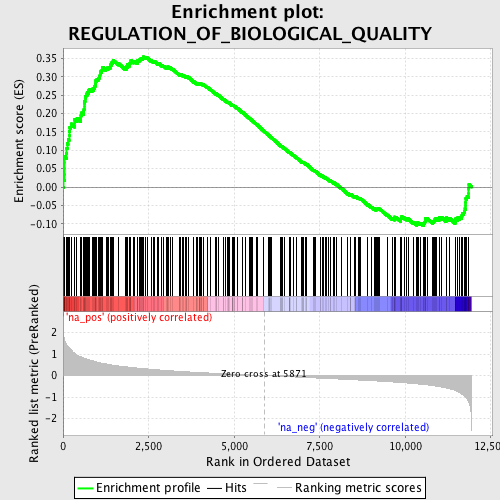 Enrichment plot:
REGULATION_OF_BIOLOGICAL_QUALITY
Enrichment score (ES)
0.35
0.30
0.25
0.20
0.15
0.10
0.05
0.00
-0.05
-0.10
'na_pos' (positively correlated)
Ranked list metric (PreRanked)
2
1
0
-1
-2
Zero cross at 5871
'na_neg' (negatively correlated)
0
2,500
5,000
7,500
10,000
12,500
Rank in Ordered Dataset
Enrichment profile
Hits
Ranking metric scores